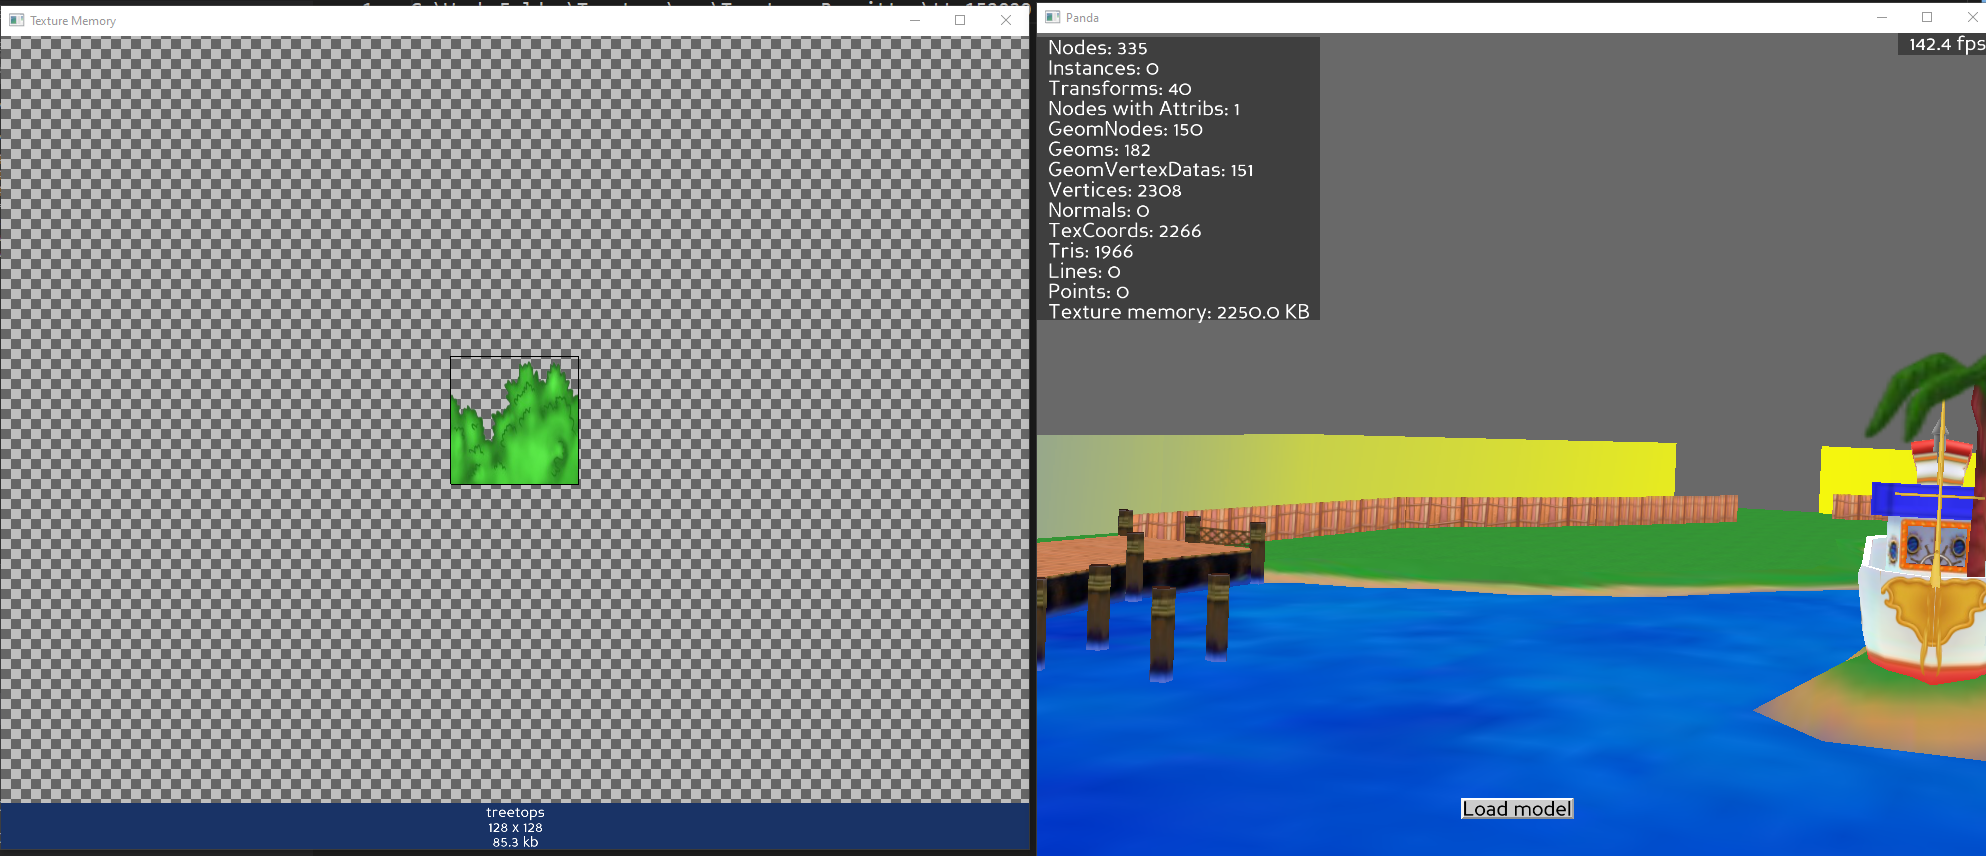 Texture Memory
treetops
128 x 128
85.3 kb
Panda
142.4 fps
Nodes: 335
Instances: 0
Transforms: 40
Nodes with Attribs: 1
GeomNodes: 150
Geoms: 182
GeomVertexDatas: 151
Vertices: 2308
Normals: 0
TexCoords: 2266
Tris: 1966
Lines: 0
Points: 0
Texture memory: 2250.0 KB
Load model